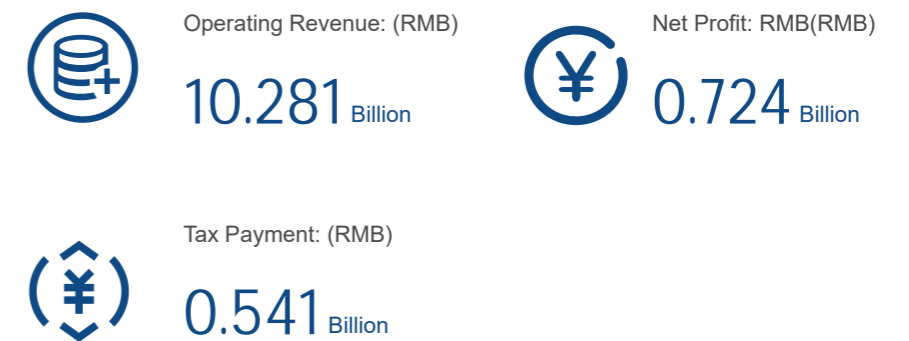 Operating Revenue: (RMB)
10.281 Billion
Net Profit: RMB(RMB)
0.724 Billion
Tax Payment: (RMB)
0.541 Billion